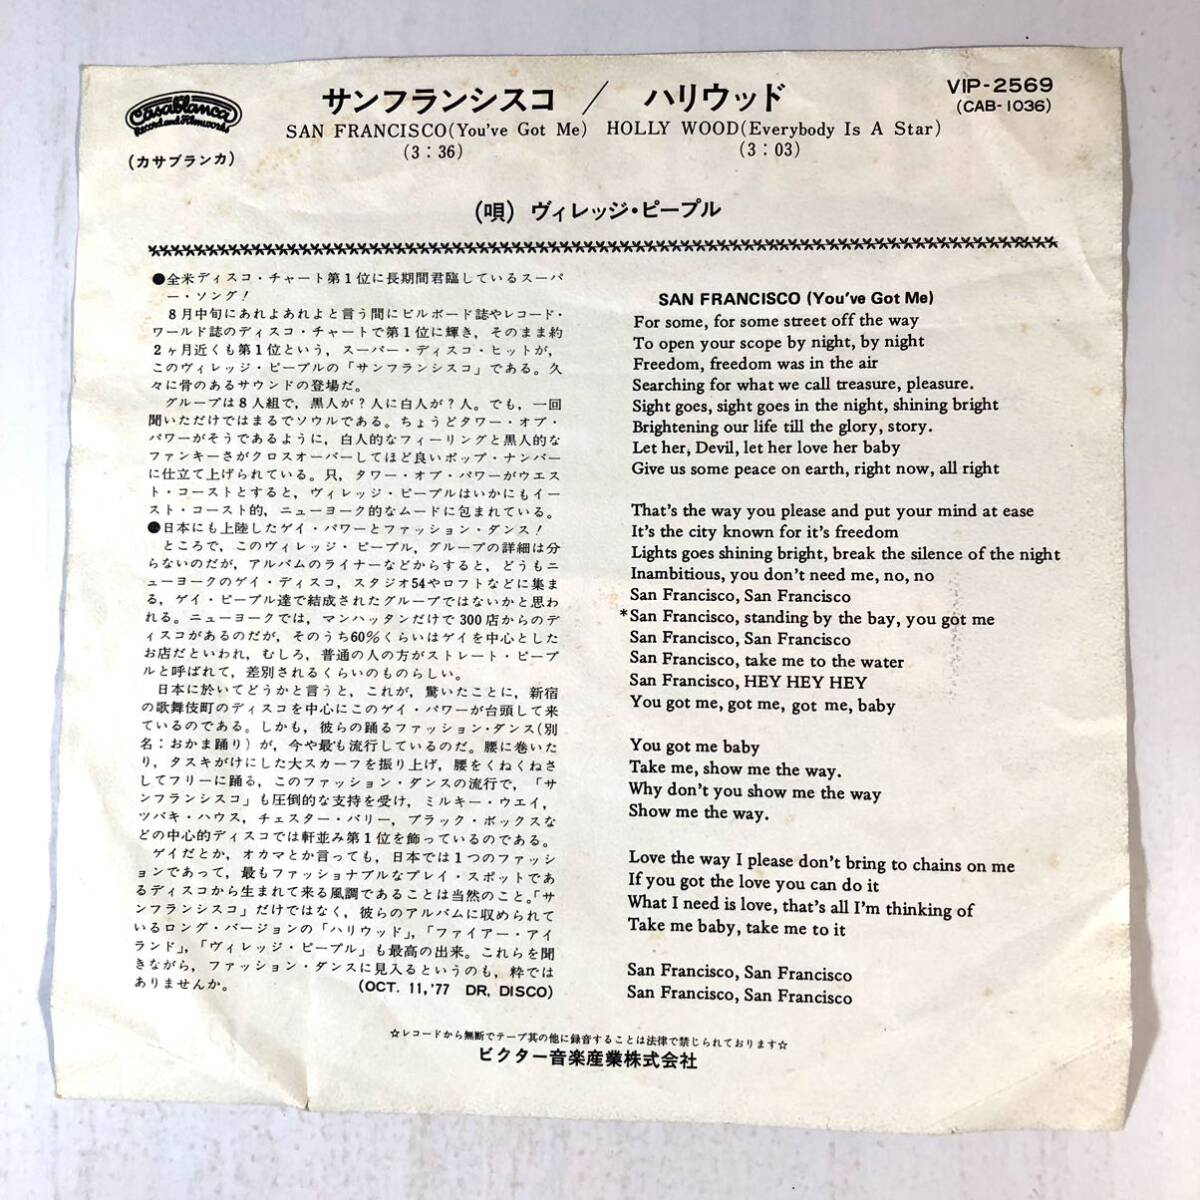 Casablanca
Record and Filmworks
(カサブランカ)
サンフランシスコ / ハリウッド
SAN FRANCISCO(You've Got Me) HOLLY WOOD(Everybody Is A Star)
(3:36) (3:03)
VIP-2569
(CAB-1036)
(唄) ヴィレッジ・ピープル
●全米ディスコ・チャート第1位に長期間君臨しているスーパ
ー・ソング!
8月中旬にあれよあれよと言う間にビルボード誌やレコード・
ワールド誌のディスコ・チャートで第1位に輝き, そのまま約
2ヶ月近くも第1位という, スーパー・ディスコ・ヒットが,
このヴィレッジ・ピープルの「サンフランシスコ」である。久
々に骨のあるサウンドの登場だ。
グループは8人組で, 黒人が?人に白人が?人。でも, 一回
聞いただけではまるでソウルである。ちょうどタワー・オブ・
パワーがそうであるように, 白人的なフィーリングと黒人的な
ファンキーさがクロスオーバーしてほど良いポップ・ナンバー
に仕立て上げられている。只, タワー・オブ・パワーがウエス
ト・コーストとすると, ヴィレッジ・ピープルはいかにもイー
スト・コースト的, ニューヨーク的なムードに包まれている。
●日本にも上陸したゲイ・パワーとファッション・ダンス!
ところで, このヴィレッジ・ピープル, グループの詳細は分
らないのだが, アルバムのライナーなどからすると, どうもニ
ューヨークのゲイ・ディスコ, スタジオ54やロフトなどに集ま
る, ゲイ・ピープル達で結成されたグループではないかと思わ
れる。ニューヨークでは, マンハッタンだけで300店からのデ
ィスコがあるのだが, そのうち60%くらいはゲイを中心とした
お店だといわれ, むしろ, 普通の人の方がストレート・ピープ
ルと呼ばれて, 差別されるくらいのものらしい。
日本に於いてどうかと言うと, これが, 驚いたことに, 新宿
の歌舞伎町のディスコを中心にこのゲイ・パワーが台頭して来
ているのである。しかも, 彼らの踊るファッション・ダンス(別
名:おかま踊り)が, 今や最も流行しているのだ。腰に巻いた
り, タスキがけにした大スカーフを振り上げ, 腰をくねくねさ
してフリーに踊る, このファッション・ダンスの流行で, 「サ
ンフランシスコ」も圧倒的な支持を受け, ミルキー・ウエイ,
ツバキ・ハウス, チェスター・バリー, ブラック・ボックスな
どの中心的ディスコでは軒並み第1位を飾っているのである。
ゲイだとか, オカマとか言っても, 日本では1つのファッシ
ョンであって, 最もファッショナブルなプレイ・スポットであ
るディスコから生まれて来る風調であることは当然のこと。「サ
ンフランシスコ」だけではなく, 彼らのアルバムに収められて
いるロング・バージョンの「ハリウッド」, 「ファイアー・アイ
ランド」, 「ヴィレッジ・ピープル」も最高の出来。これらを聞
きながら, ファッション・ダンスに見入るというのも, 粋では
ありませんか。 (OCT. 11,'77 DR, DISCO)
SAN FRANCISCO (You've Got Me)
For some, for some street off the way
To open your scope by night, by night
Freedom, freedom was in the air
Searching for what we call treasure, pleasure.
Sight goes, sight goes in the night, shining bright
Brightening our life till the glory, story.
Let her, Devil, let her love her baby
Give us some peace on earth, right now, all right
That's the way you please and put your mind at ease
It's the city known for it's freedom
Lights goes shining bright, break the silence of the night
Inambitious, you don't need me, no, no
San Francisco, San Francisco
*San Francisco, standing by the bay, you got me
San Francisco, San Francisco
San Francisco, take me to the water
San Francisco, HEY HEY HEY
You got me, got me, got me, baby
You got me baby
Take me, show me the way.
Why don't you show me the way
Show me the way.
Love the way I please don't bring to chains on me
If you got the love you can do it
What I need is love, that's all I'm thinking of
Take me baby, take me to it
San Francisco, San Francisco
San Francisco, San Francisco
☆レコードから無断でテープ其の他に録音することは法律で禁じられております☆
ビクター音楽産業株式会社